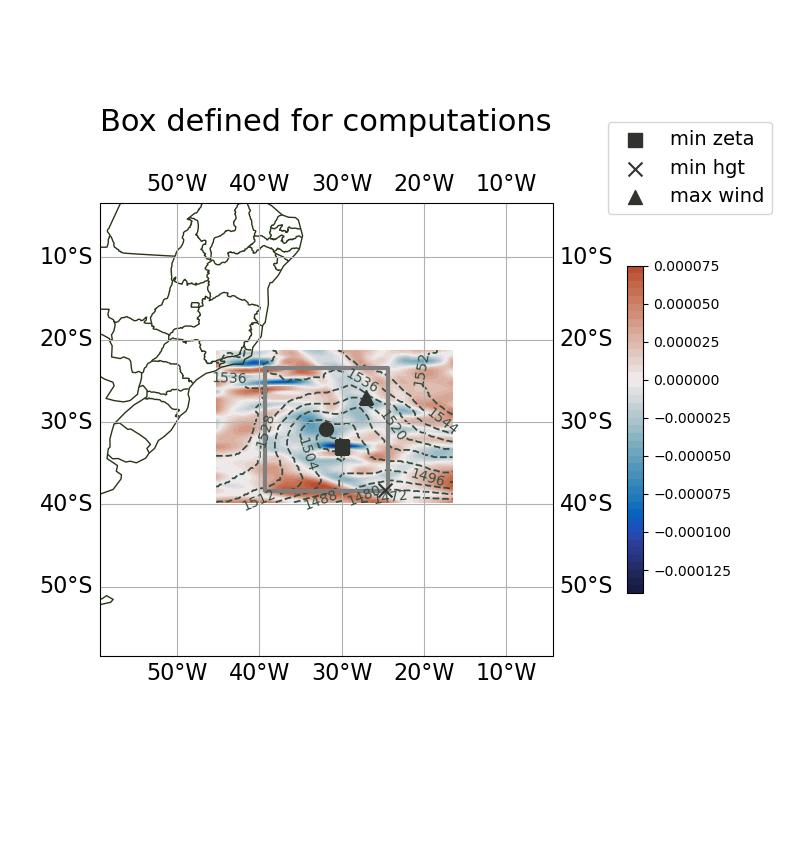 Box defined for computations
min zeta
min hgt
max wind
50°W 40°W 30°W 20°W 10°W
10°S 10°S
20°S 20°S
30°S 30°S
40°S 40°S
50°S 50°S
50°W 40°W 30°W 20°W 10°W
1536
1536
1552
1544
1528
1520
1504
1496
1512
1488
1480
1472
0.000075
0.000050
0.000025
0.000000
−0.000025
−0.000050
−0.000075
−0.000100
−0.000125